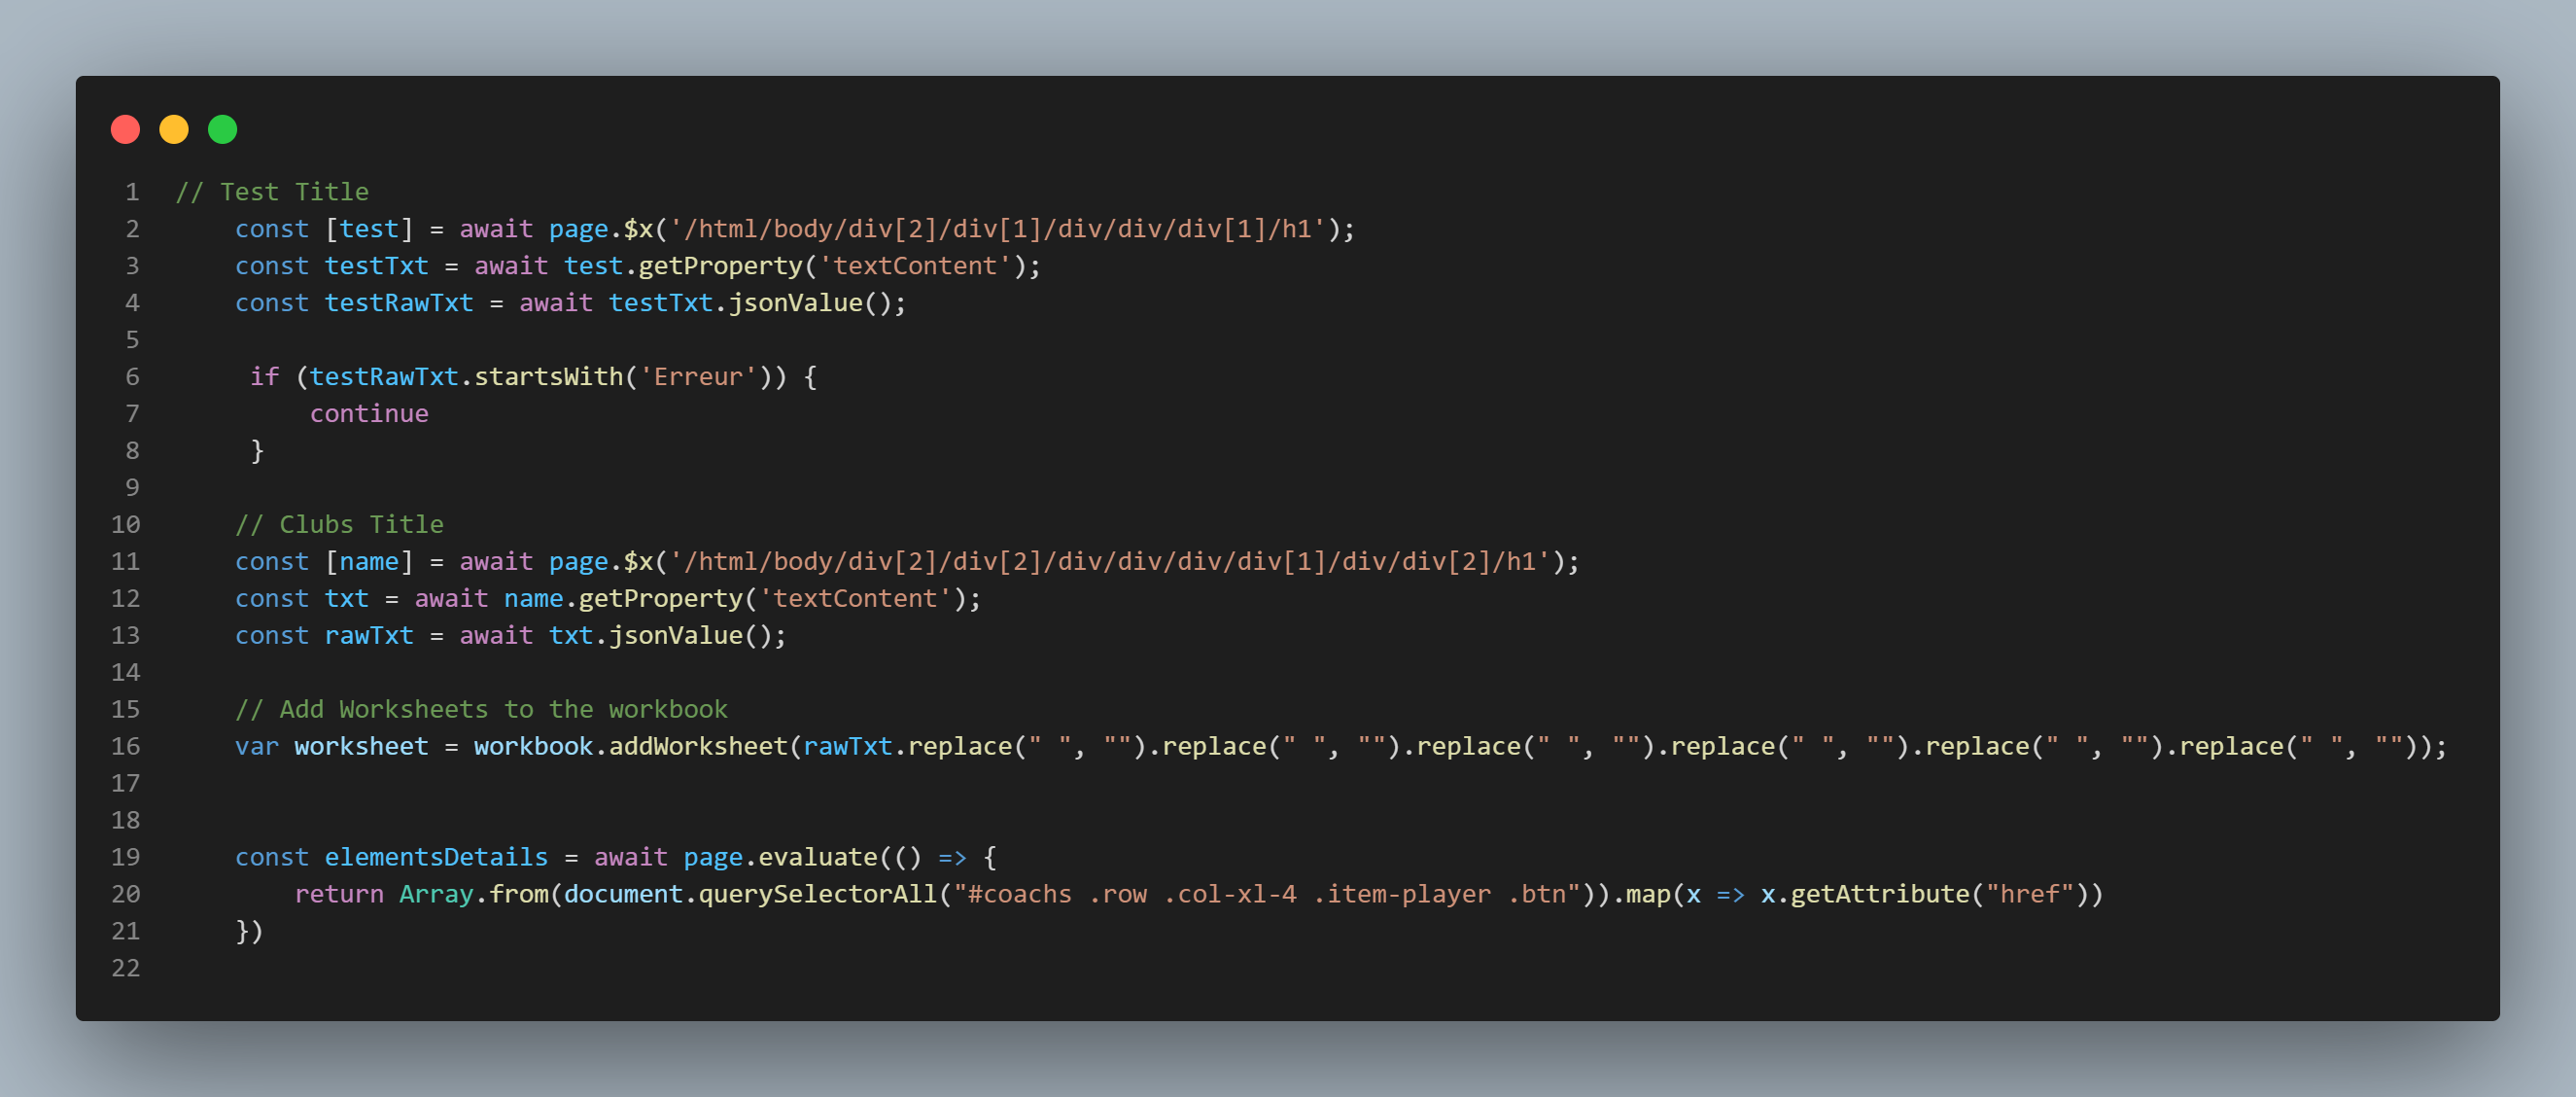 1 // Test Title
2     const [test] = await page.$x('/html/body/div[2]/div[1]/div/div/div[1]/h1');
3     const testTxt = await test.getProperty('textContent');
4     const testRawTxt = await testTxt.jsonValue();
5
6      if (testRawTxt.startsWith('Erreur')) {
7          continue
8      }
9
10     // Clubs Title
11     const [name] = await page.$x('/html/body/div[2]/div[2]/div/div/div/div[1]/div/div[2]/h1');
12     const txt = await name.getProperty('textContent');
13     const rawTxt = await txt.jsonValue();
14
15     // Add Worksheets to the workbook
16     var worksheet = workbook.addWorksheet(rawTxt.replace(" ", "").replace(" ", "").replace(" ", "").replace(" ", "").replace(" ", "").replace(" ", ""));
17
18
19     const elementsDetails = await page.evaluate(() => {
20         return Array.from(document.querySelectorAll("#coachs .row .col-xl-4 .item-player .btn")).map(x => x.getAttribute("href"))
21     })
22